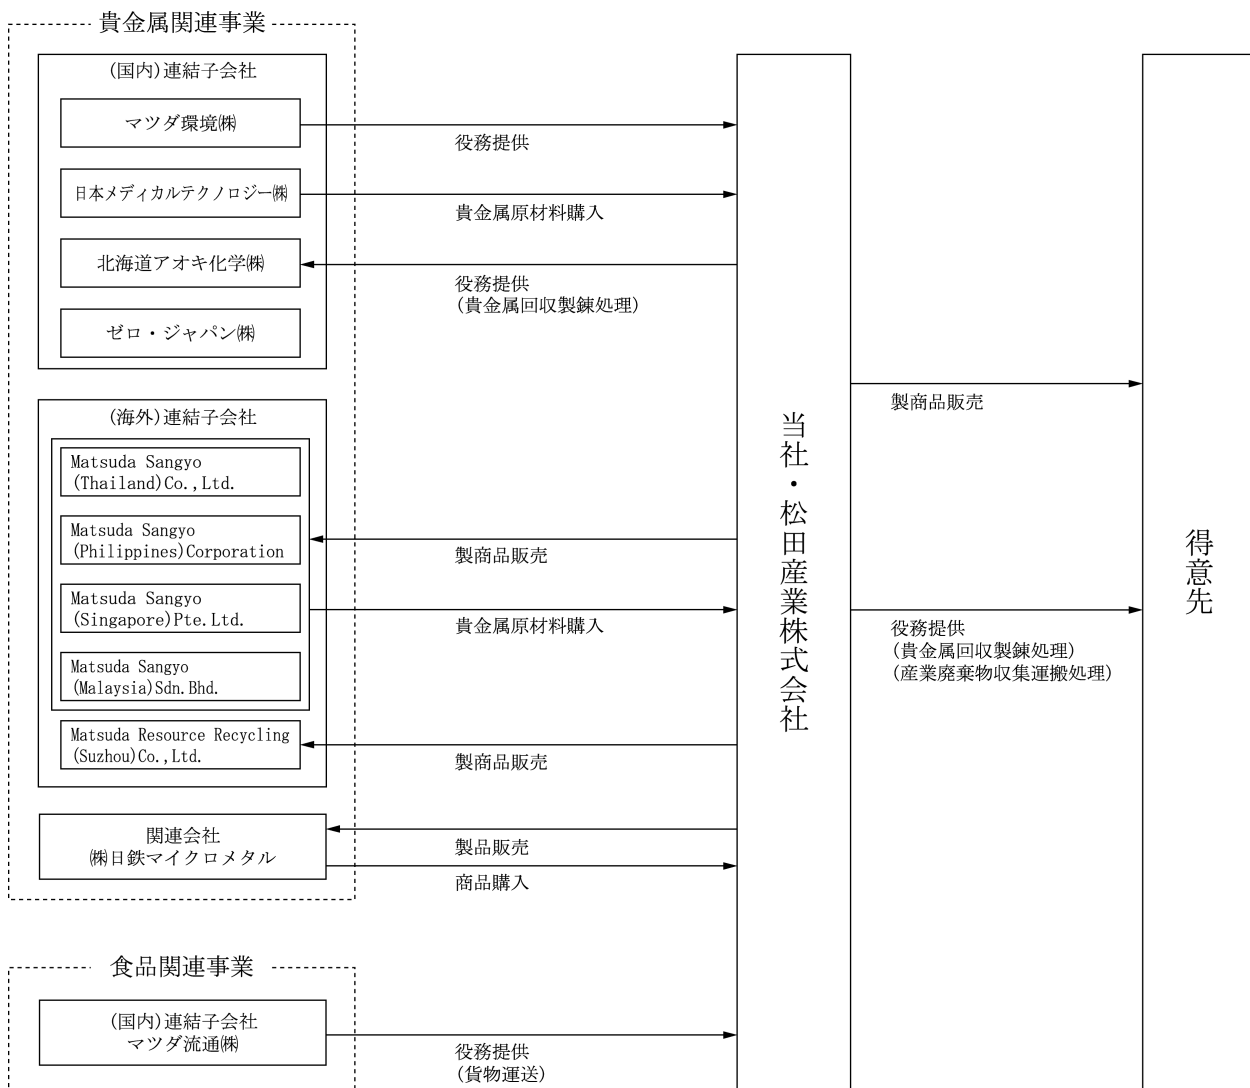 貴金属関連事業
(国内)連結子会社
マツダ環境㈱
役務提供
日本メディカルテクノロジー㈱
貴金属原材料購入
北海道アオキ化学㈱
役務提供
(貴金属回収製錬処理)
ゼロ・ジャパン㈱
(海外)連結子会社
Matsuda Sangyo
(Thailand)Co.,Ltd.
Matsuda Sangyo
(Philippines)Corporation
製商品販売
Matsuda Sangyo
(Singapore)Pte.Ltd.
貴金属原材料購入
Matsuda Sangyo
(Malaysia)Sdn.Bhd.
Matsuda Resource Recycling
(Suzhou)Co.,Ltd.
製商品販売
関連会社
㈱日鉄マイクロメタル
製品販売
商品購入
食品関連事業
(国内)連結子会社
マツダ流通㈱
役務提供
(貨物運送)
当社・松田産業株式会社
製商品販売
役務提供
(貴金属回収製錬処理)
(産業廃棄物収集運搬処理)
得意先